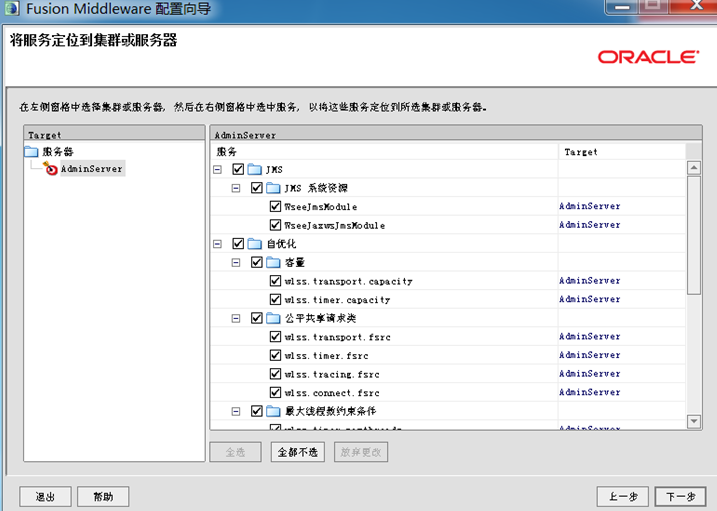 Fusion Middleware 配置向导
将服务定位到集群或服务器
ORACLE
在左侧窗格中选择集群或服务器, 然后在右侧窗格中选中服务, 以将这些服务定位到所选集群或服务器。
Target
服务器
AdminServer
AdminServer
服务 Target
JMS
JMS 系统资源
WseeJmsModule AdminServer
WseeJaxwsJmsModule AdminServer
自优化
容量
wlss.transport.capacity AdminServer
wlss.timer.capacity AdminServer
公平共享请求类
wlss.transport.fsrc AdminServer
wlss.timer.fsrc AdminServer
wlss.tracing.fsrc AdminServer
wlss.connect.fsrc AdminServer
最大线程数约束条件
AdminServer
全选 全部不选 放弃更改
退出 帮助 上一步 下一步